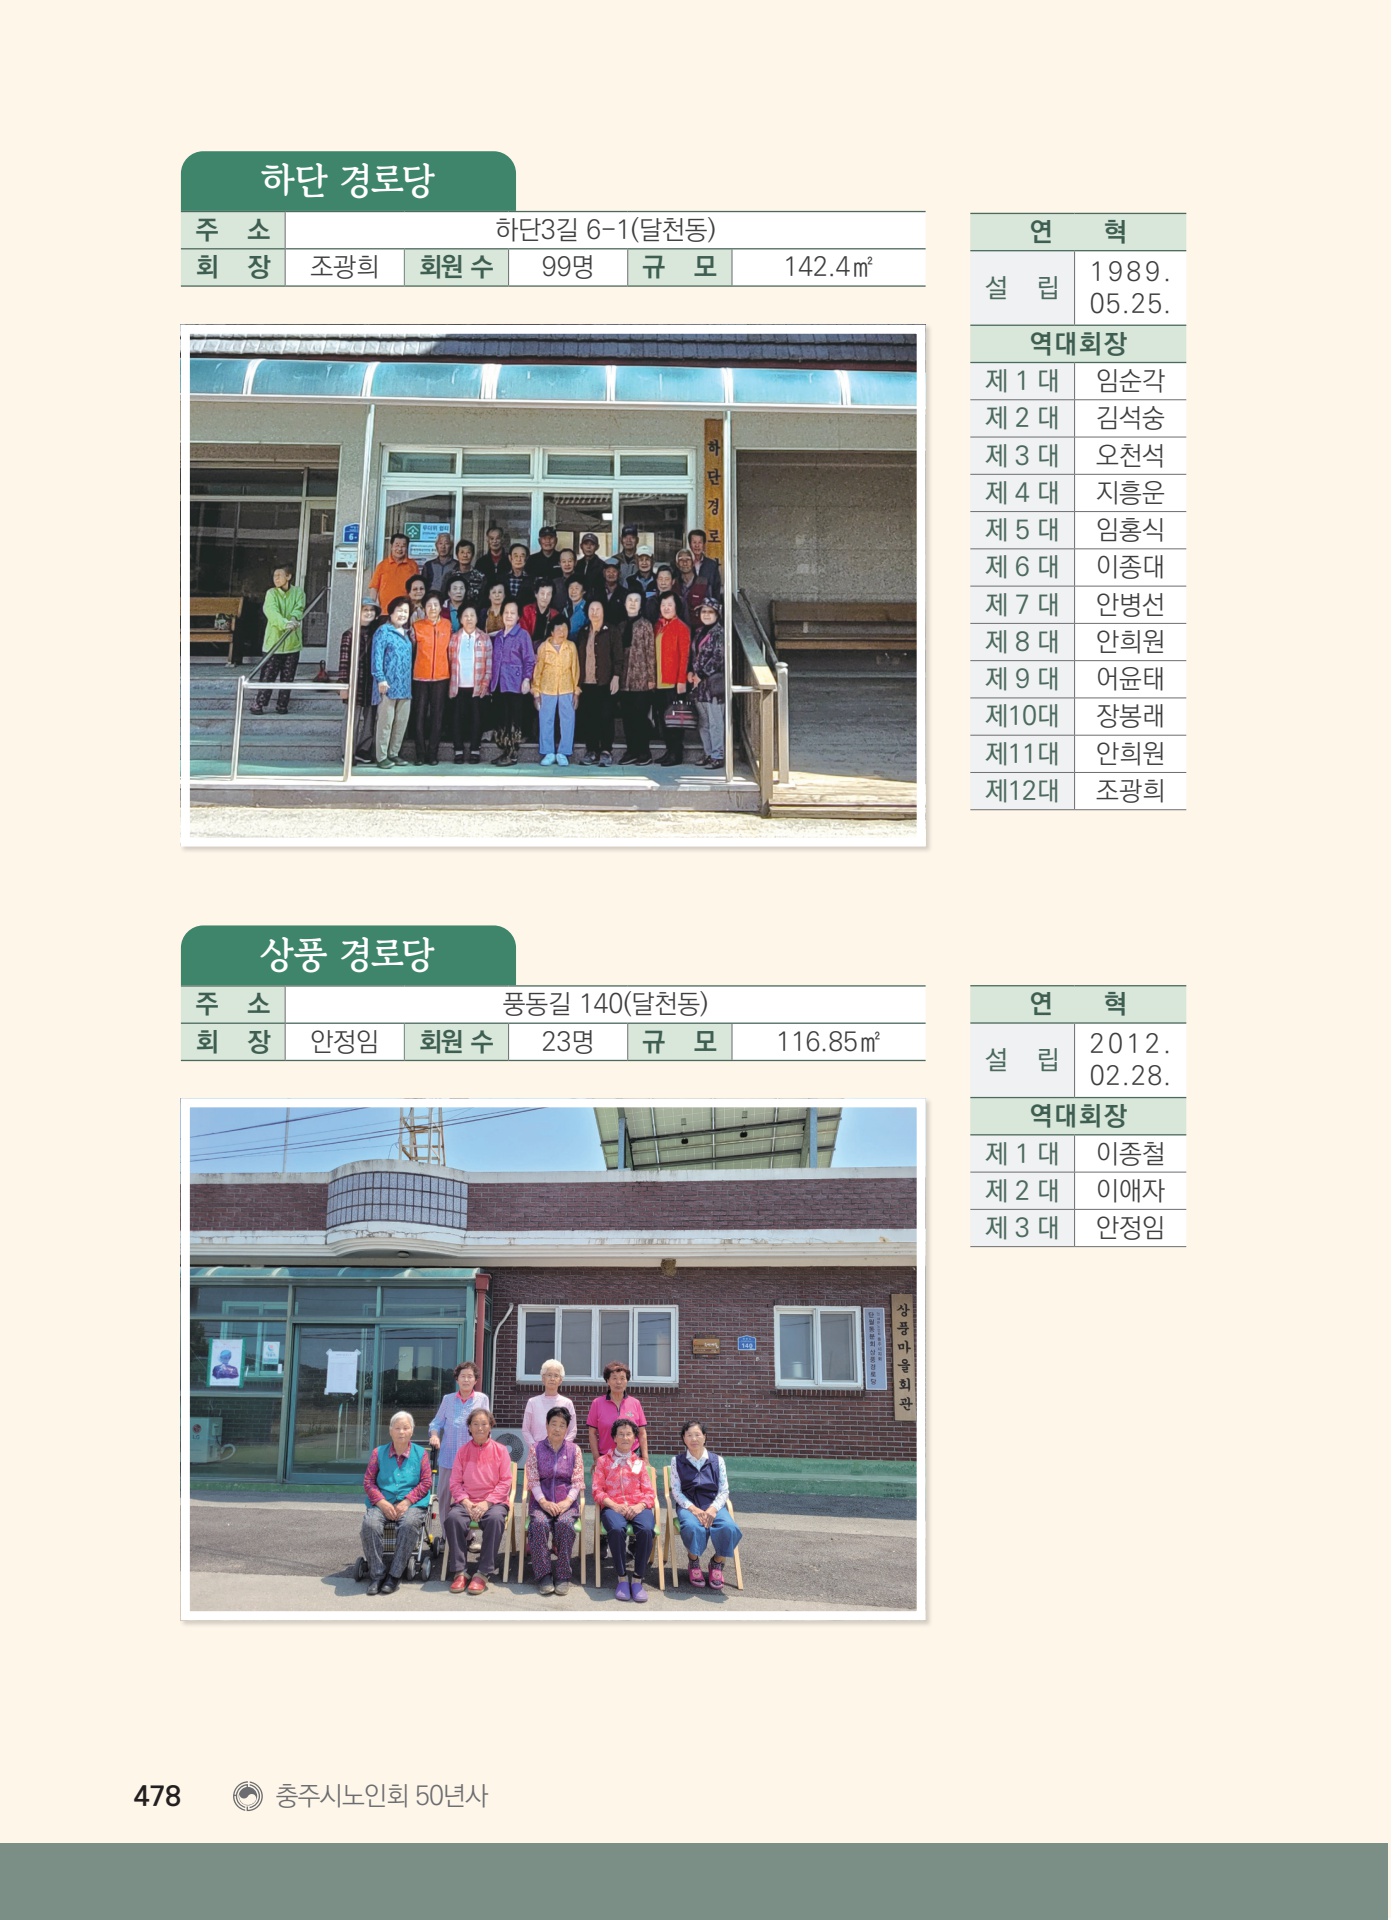 하단 경로당
주 소 하단3길 6-1(달천동)
회 장 조광희 회원 수 99명 규 모 142.4㎡
연 혁
설 립 1989. 05.25.
역대회장
제 1 대 임순각
제 2 대 김석숭
제 3 대 오천석
제 4 대 지흥운
제 5 대 임홍식
제 6 대 이종대
제 7 대 안병선
제 8 대 안희원
제 9 대 어윤태
제10대 장봉래
제11대 안희원
제12대 조광희
하단경로
상풍 경로당
주 소 풍동길 140(달천동)
회 장 안정임 회원 수 23명 규 모 116.85㎡
연 혁
설 립 2012. 02.28.
역대회장
제 1 대 이종철
제 2 대 이애자
제 3 대 안정임
140
상풍마을회관
478 충주시노인회 50년사